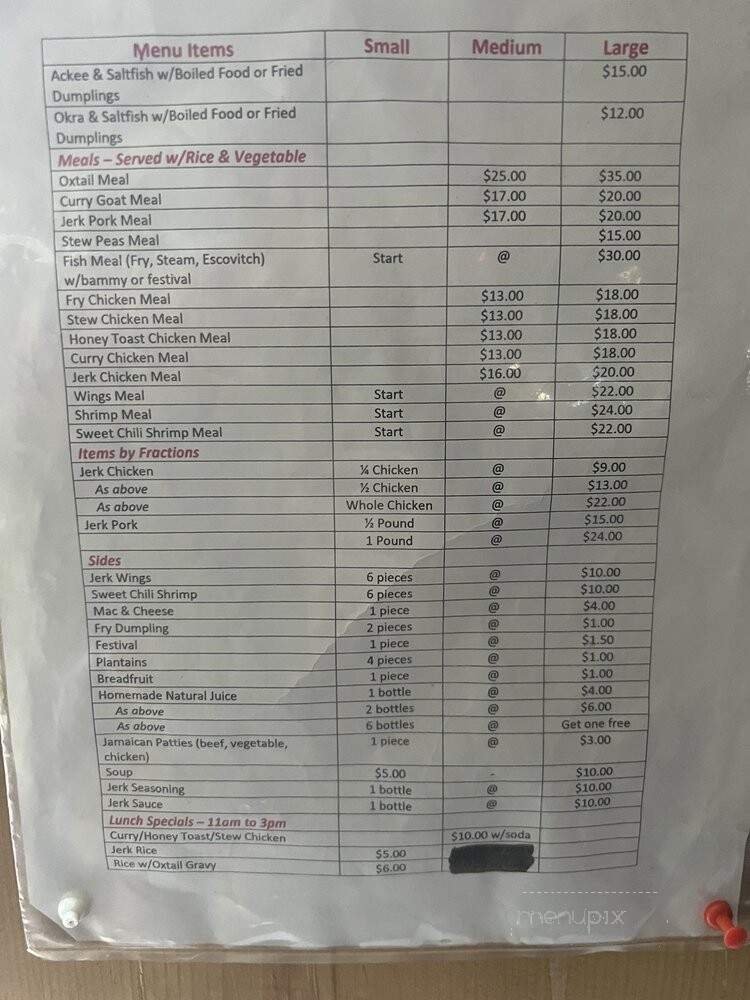 Menu Items Small Medium Large
Ackee & Saltfish w/Boiled Food or Fried $15.00
Dumplings
Okra & Saltfish w/Boiled Food or Fried $12.00
Dumplings
Meals – Served w/Rice & Vegetable
Oxtail Meal $25.00 $35.00
Curry Goat Meal $17.00 $20.00
Jerk Pork Meal $17.00 $20.00
Stew Peas Meal $15.00
Fish Meal (Fry, Steam, Escovitch) Start @ $30.00
w/bammy or festival
Fry Chicken Meal $13.00 $18.00
Stew Chicken Meal $13.00 $18.00
Honey Toast Chicken Meal $13.00 $18.00
Curry Chicken Meal $13.00 $18.00
Jerk Chicken Meal $16.00 $20.00
Wings Meal Start @ $22.00
Shrimp Meal Start @ $24.00
Sweet Chili Shrimp Meal Start @ $22.00
Items by Fractions
Jerk Chicken ¼ Chicken @ $9.00
As above ½ Chicken @ $13.00
As above Whole Chicken @ $22.00
Jerk Pork ½ Pound @ $15.00
1 Pound @ $24.00
Sides
Jerk Wings 6 pieces @ $10.00
Sweet Chili Shrimp 6 pieces @ $10.00
Mac & Cheese 1 piece @ $4.00
Fry Dumpling 2 pieces @ $1.00
Festival 1 piece @ $1.50
Plantains 4 pieces @ $1.00
Breadfruit 1 piece @ $1.00
Homemade Natural Juice 1 bottle @ $4.00
As above 2 bottles @ $6.00
As above 6 bottles @ Get one free
Jamaican Patties (beef, vegetable, 1 piece @ $3.00
chicken)
Soup $5.00 - $10.00
Jerk Seasoning 1 bottle @ $10.00
Jerk Sauce 1 bottle @ $10.00
Lunch Specials – 11am to 3pm
Curry/Honey Toast/Stew Chicken $10.00 w/soda
Jerk Rice $5.00
Rice w/Oxtail Gravy $6.00
menupix